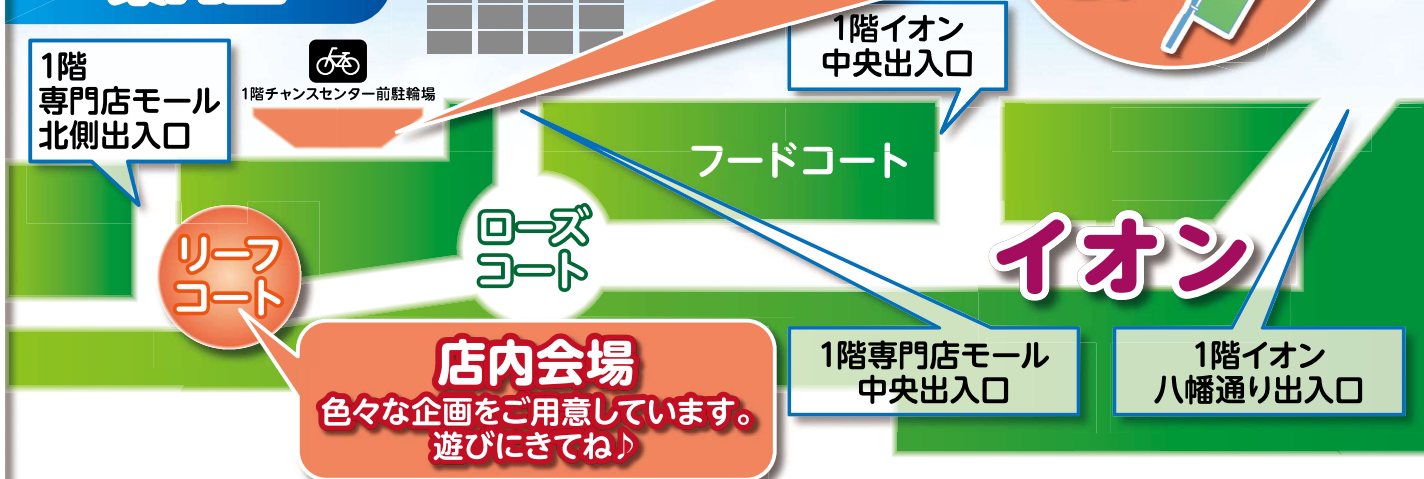 1階
専門店モール
北側出入口
1階チャンスセンター前駐輪場
1階イオン
中央出入口
フードコート
ローズ
コート
リーフ
コート
イオン
店内会場
色々な企画をご用意しています。
遊びにきてね♪
1階専門店モール
中央出入口
1階イオン
八幡通り出入口